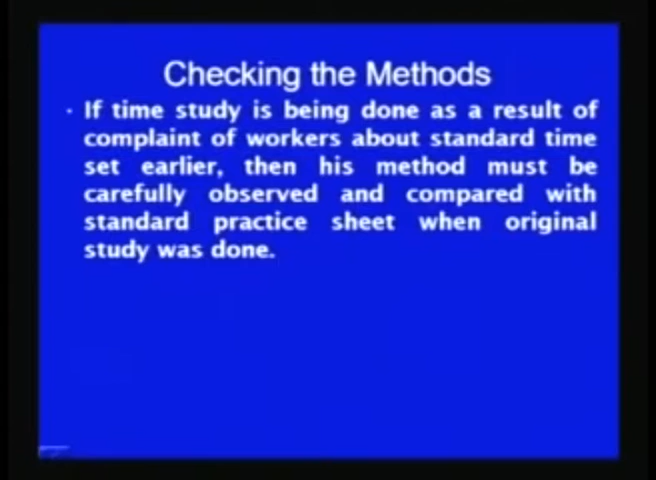 Checking the Methods
· If time study is being done as a result of
complaint of workers about standard time
set earlier, then his method must be
carefully observed and compared with
standard practice sheet when original
study was done.